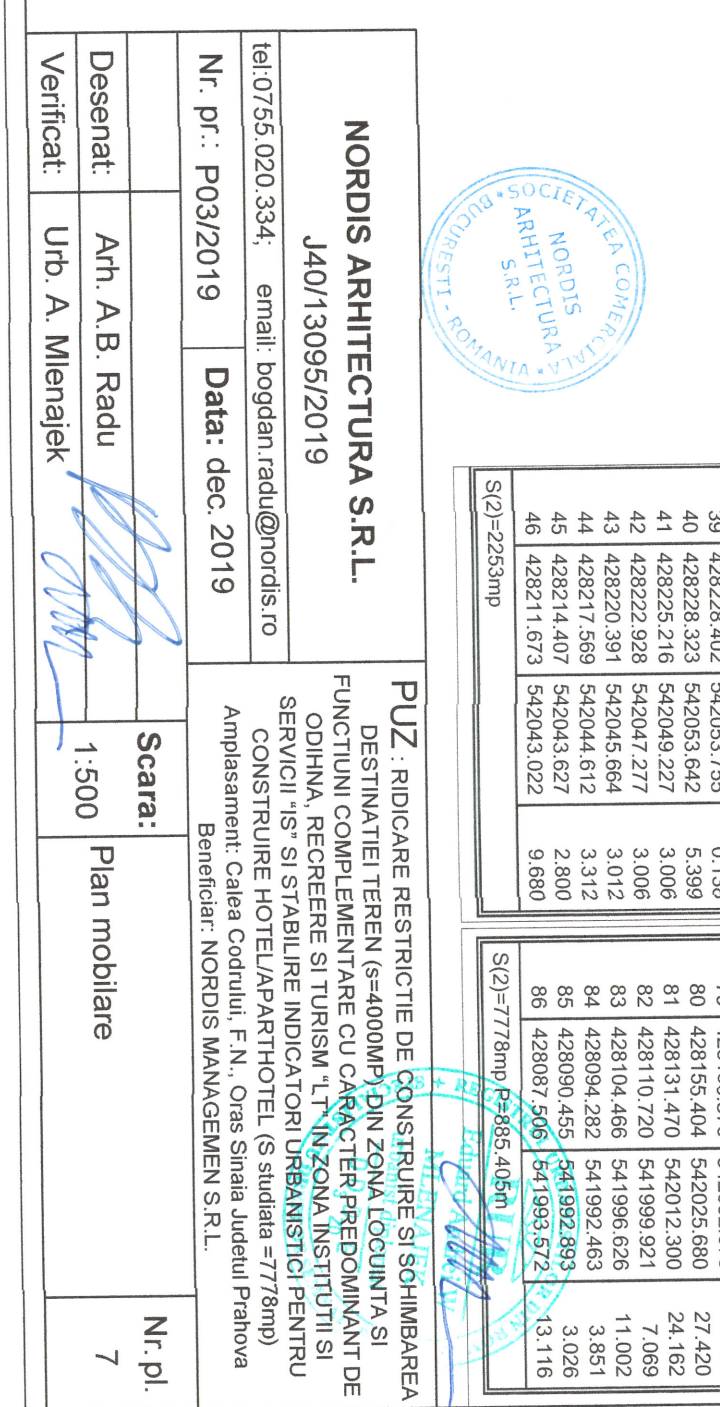 40 428228.323 542053.642 5.399
41 428225.216 542049.227 3.006
42 428222.928 542047.277 3.006
43 428220.391 542045.664 3.012
44 428217.569 542044.612 3.312
45 428214.407 542043.627 2.800
46 428211.673 542043.022 9.680
S(2)=2253mp
80 428155.404 542025.680 27.420
81 428131.470 542012.300 24.162
82 428110.720 541999.921 7.069
83 428104.466 541996.626 11.002
84 428094.282 541992.463 3.851
85 428090.455 541992.893 3.026
86 428087.506 541993.572 13.116
S(2)=7778mp P=885.405m
SOCIETATEA COMERCIALA
NORDIS
ARHITECTURA
S.R.L.
BUCURESTI - ROMANIA
NORDIS ARHITECTURA S.R.L.
J40/13095/2019
tel:0755.020.334; email: bogdan.radu@nordis.ro
Nr. pr.: P03/2019 Data: dec. 2019
PUZ : RIDICARE RESTRICTIE DE CONSTRUIRE SI SCHIMBAREA
DESTINATIEI TEREN (s=4000MP) DIN ZONA LOCUINTA SI
FUNCTIUNI COMPLEMENTARE CU CARACTER PREDOMINANT DE
ODIHNA, RECREERE SI TURISM "LT" IN ZONA INSTITUTII SI
SERVICII "IS" SI STABILIRE INDICATORI URBANISTICI PENTRU
CONSTRUIRE HOTEL/APARTHOTEL (S studiata =7778mp)
Amplasament: Calea Codrului, F.N., Oras Sinaia Judetul Prahova
Beneficiar: NORDIS MANAGEMEN S.R.L.
Desenat: Arh. A.B. Radu
Verificat: Urb. A. Mlenajek
Scara:
1:500
Plan mobilare
Nr. pl.
7